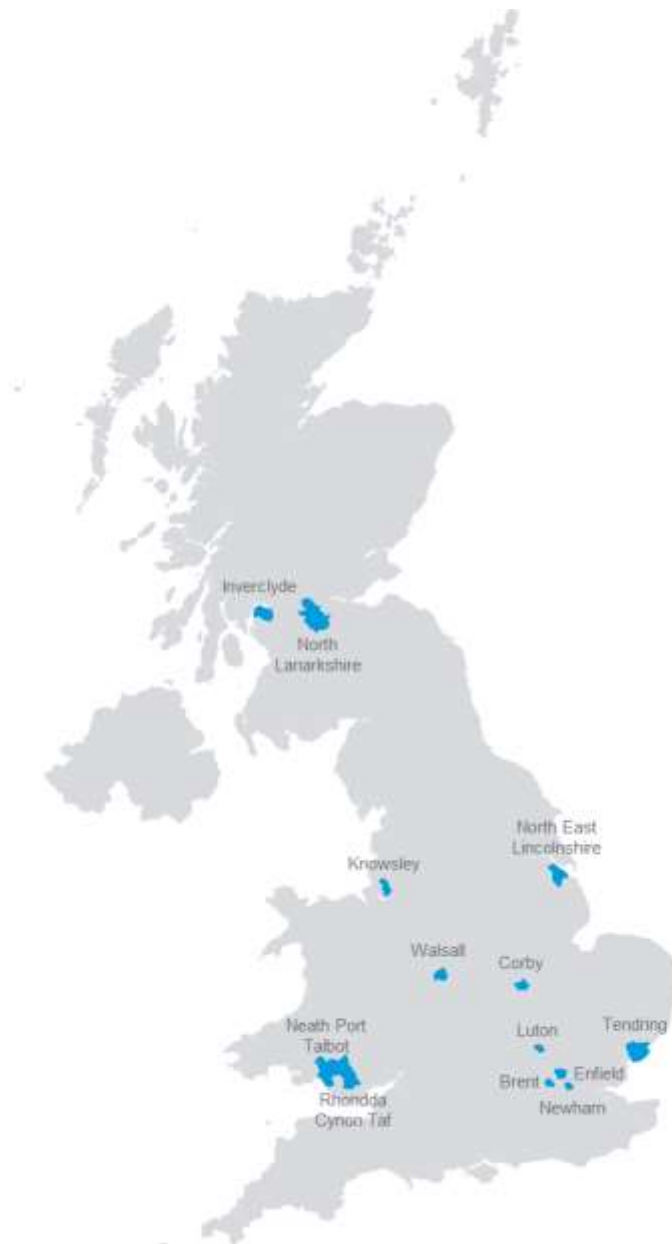 Inverclyde
North
Lanarkshire
North East
Lincolnshire
Knowsley
Walsall
Corby
Neath Port
Talbot
Luton
Tendring
Enfield
Brent
Newham
Rhondda
Cynon Taf